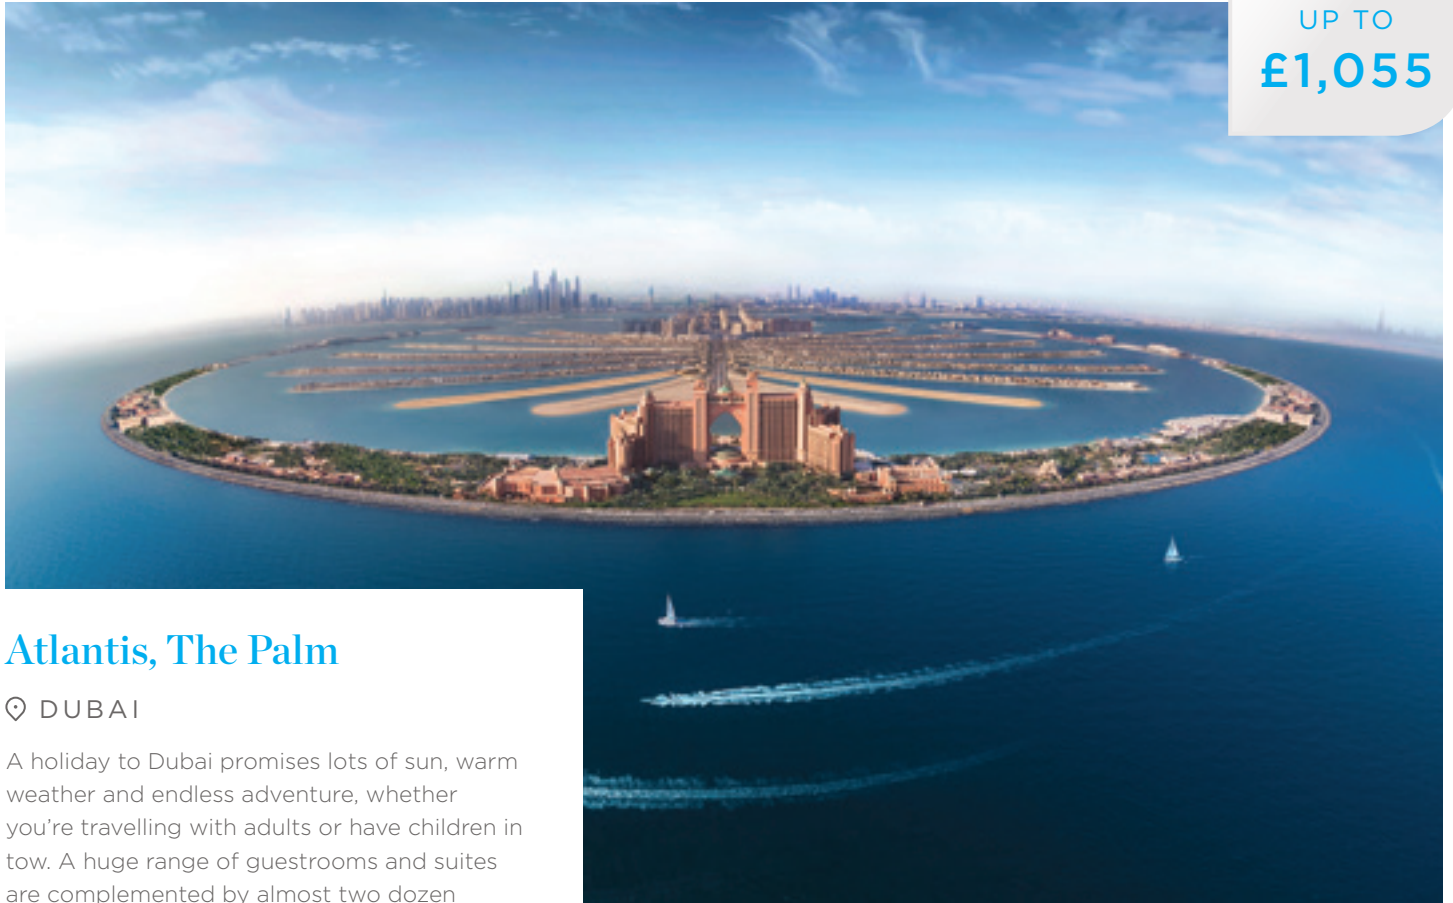 UP TO
£1,055
Atlantis, The Palm
DUBAI
A holiday to Dubai promises lots of sun, warm
weather and endless adventure, whether
you’re travelling with adults or have children in
tow. A huge range of guestrooms and suites
are complemented by almost two dozen